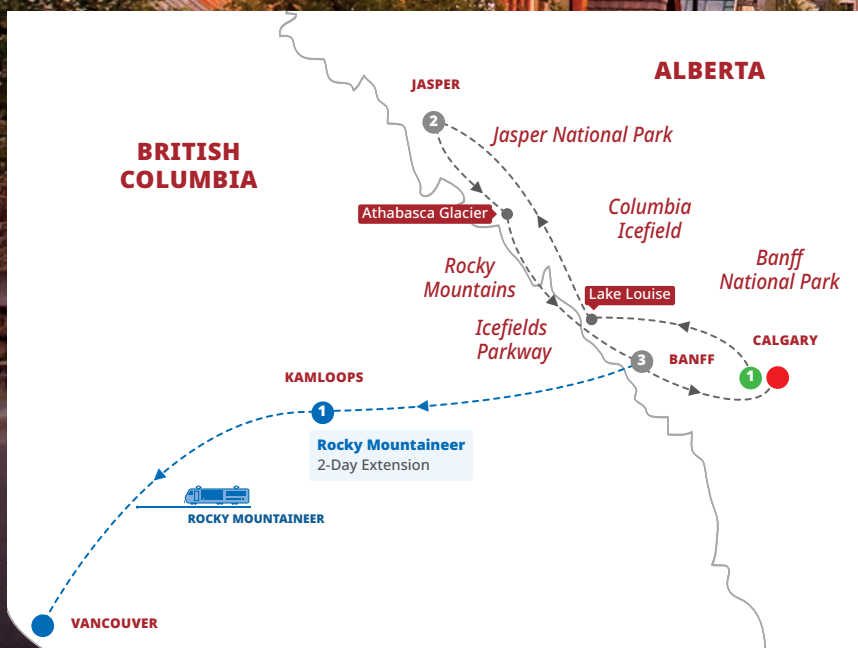 ALBERTA
JASPER
2
Jasper National Park
BRITISH
COLUMBIA
Athabasca Glacier
Columbia
Icefield
Rocky
Mountains
Banff
National Park
Lake Louise
Icefields
Parkway
CALGARY
BANFF
3
1
KAMLOOPS
1
Rocky Mountaineer
2-Day Extension
ROCKY MOUNTAINEER
VANCOUVER